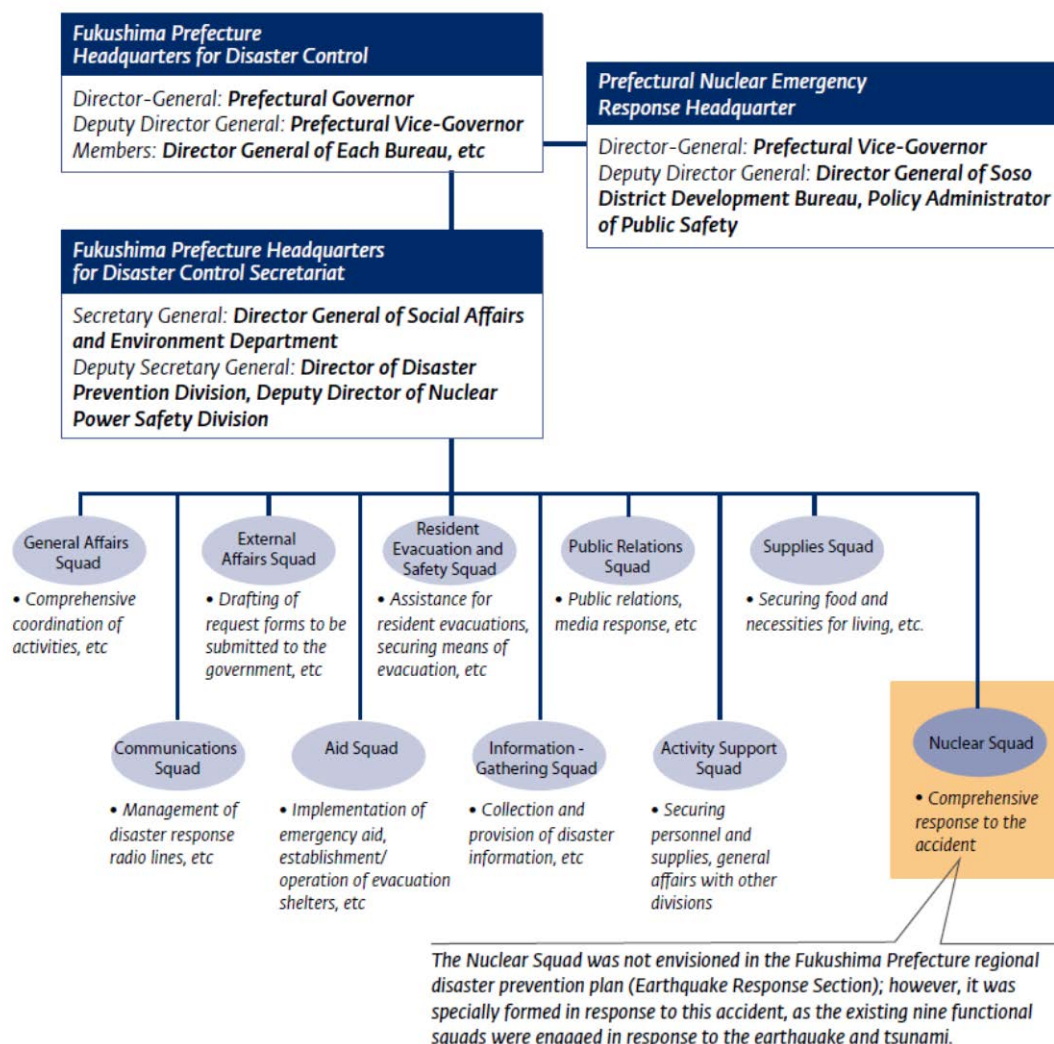 Fukushima Prefecture
Headquarters for Disaster Control
Director-General: Prefectural Governor
Deputy Director General: Prefectural Vice-Governor
Members: Director General of Each Bureau, etc
Prefectural Nuclear Emergency
Response Headquarter
Director-General: Prefectural Vice-Governor
Deputy Director General: Director General of Soso
District Development Bureau, Policy Administrator
of Public Safety
Fukushima Prefecture Headquarters
for Disaster Control Secretariat
Secretary General: Director General of Social Affairs
and Environment Department
Deputy Secretary General: Director of Disaster
Prevention Division, Deputy Director of Nuclear
Power Safety Division
General Affairs
Squad
• Comprehensive
coordination of
activities, etc
External
Affairs Squad
• Drafting of
request forms to be
submitted to the
government, etc
Resident
Evacuation and
Safety Squad
• Assistance for
resident evacuations,
securing means of
evacuation, etc
Public Relations
Squad
• Public relations,
media response, etc
Supplies Squad
• Securing food and
necessities for living, etc.
Communications
Squad
• Management of
disaster response
radio lines, etc
Aid Squad
• Implementation of
emergency aid,
establishment/
operation of evacuation
shelters, etc
Information -
Gathering Squad
• Collection and
provision of disaster
information, etc
Activity Support
Squad
• Securing
personnel and
supplies, general
affairs with other
divisions
Nuclear Squad
• Comprehensive
response to the
accident
The Nuclear Squad was not envisioned in the Fukushima Prefecture regional
disaster prevention plan (Earthquake Response Section); however, it was
specially formed in response to this accident, as the existing nine functional
squads were engaged in response to the earthquake and tsunami.